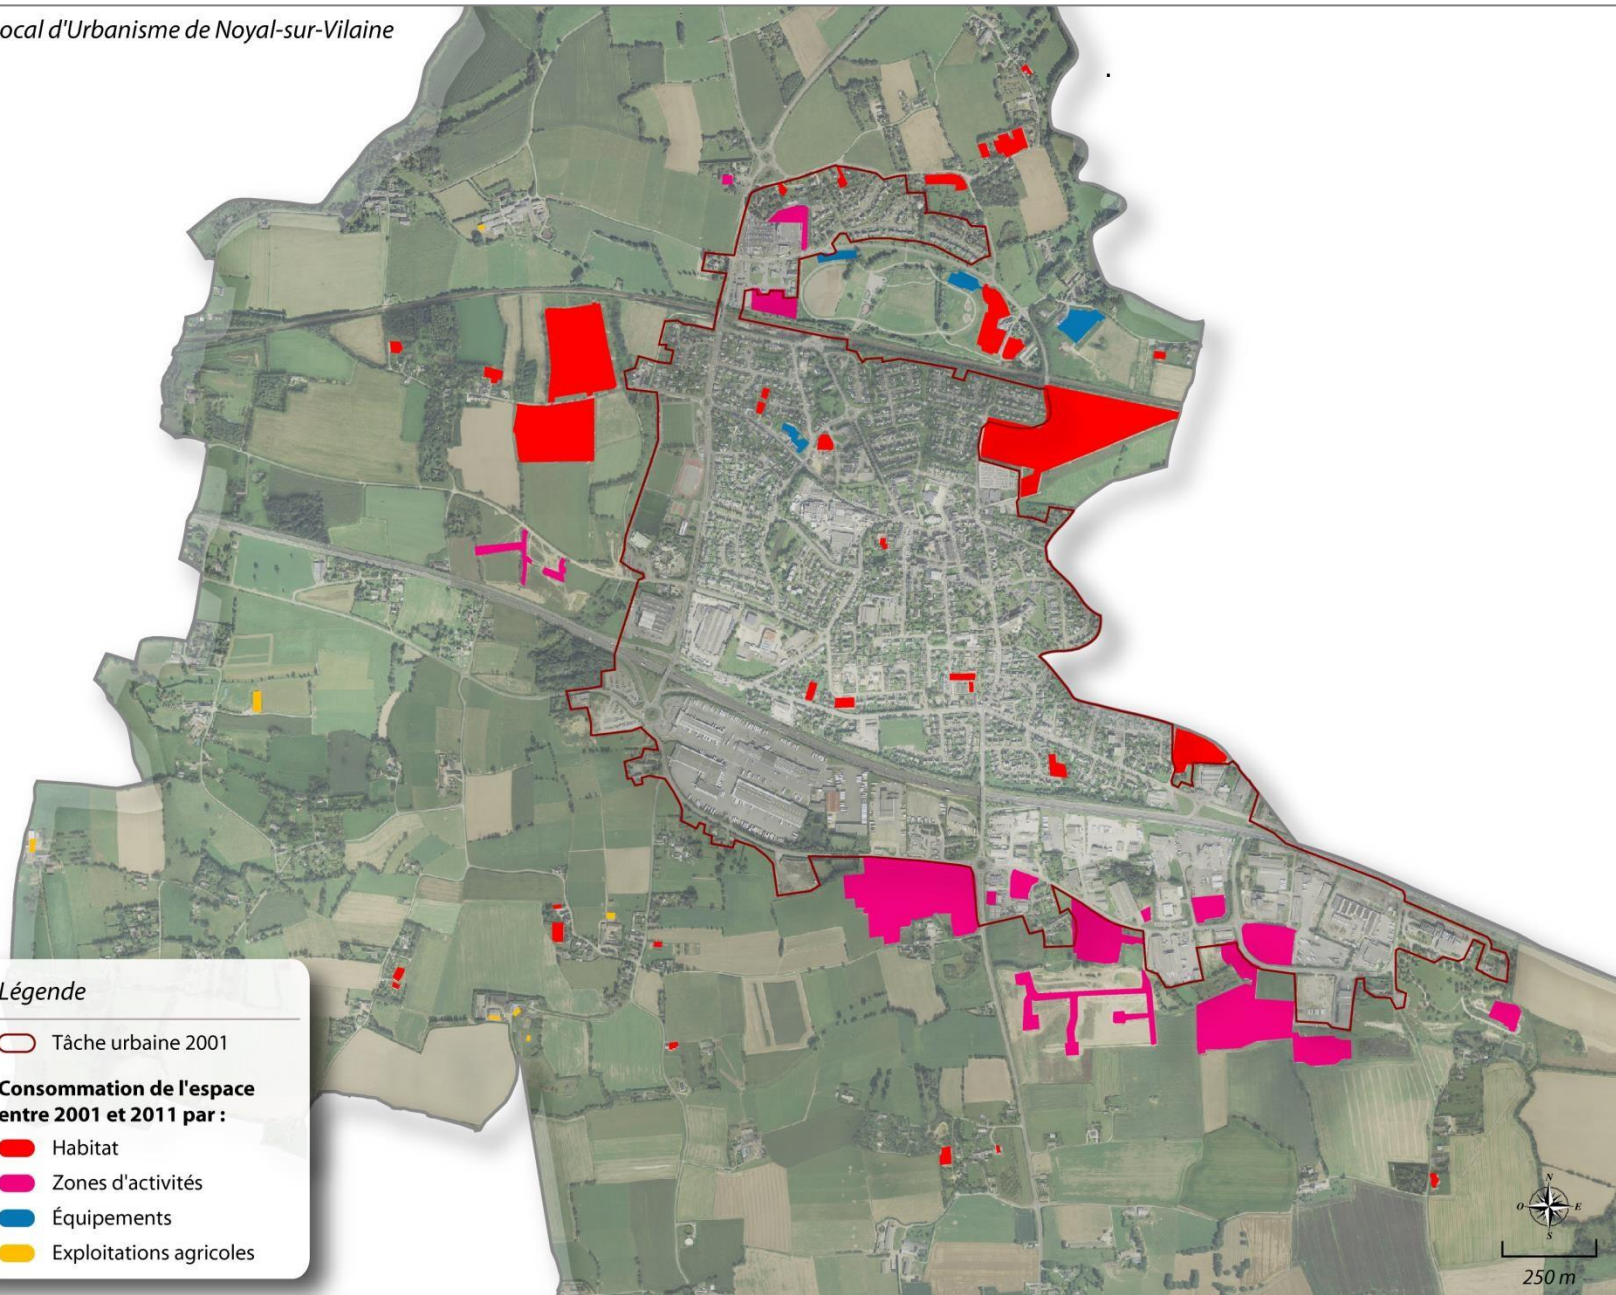 ocal d'Urbanisme de Noyal-sur-Vilaine
Légende
Tâche urbaine 2001
Consommation de l'espace
entre 2001 et 2011 par :
Habitat
Zones d'activités
Équipements
Exploitations agricoles
N
O E
S
250 m